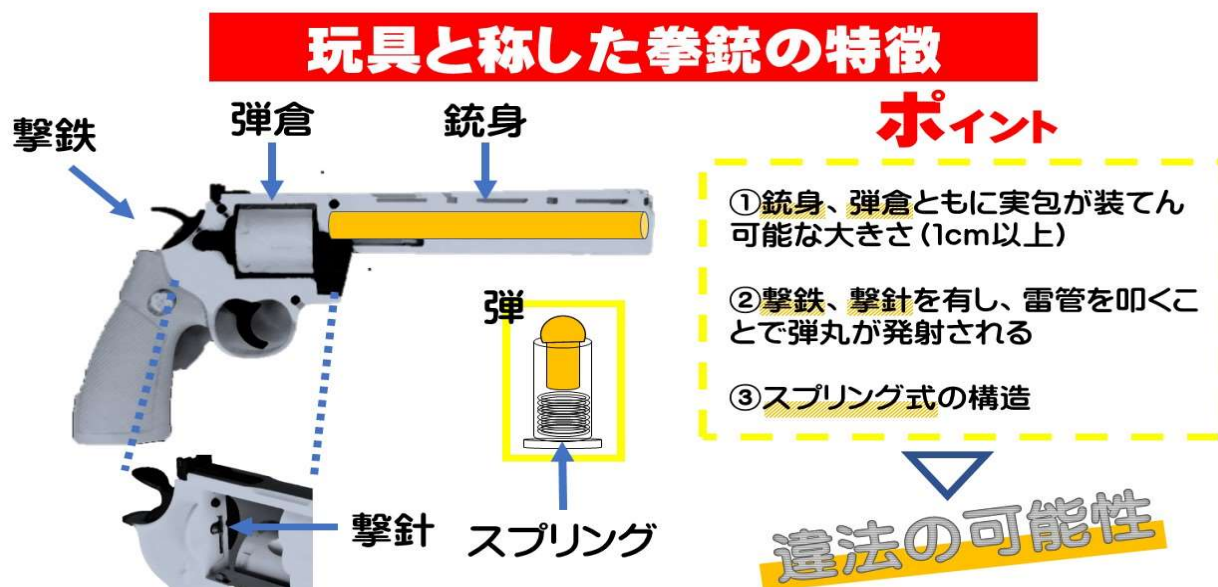 玩具と称した拳銃の特徴
撃鉄
弾倉
銃身
弾
撃針
スプリング
ポイント
①銃身、弾倉ともに実包が装てん
可能な大きさ（1cm以上）
②撃鉄、撃針を有し、雷管を叩くこ
とで弾丸が発射される
③スプリング式の構造
違法の可能性